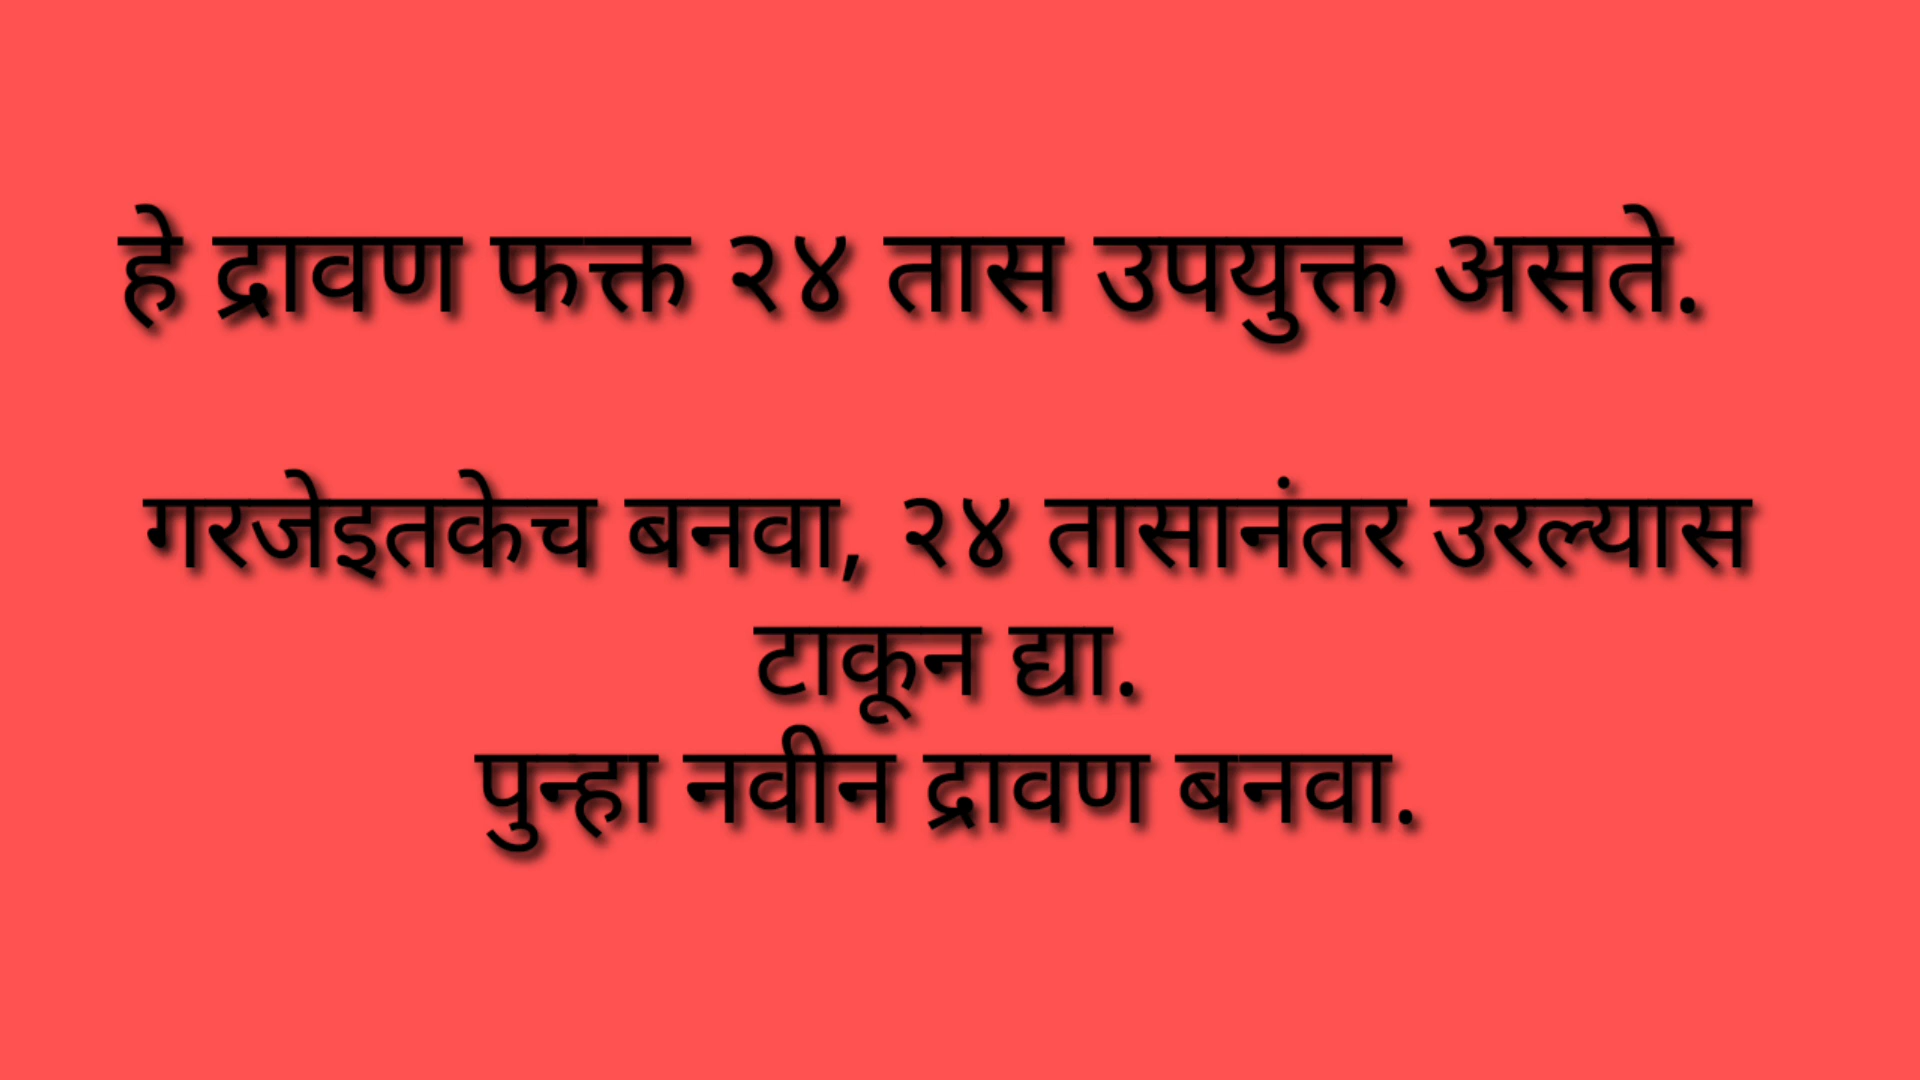 हे द्रावण फक्त २४ तास उपयुक्त असते.
गरजेइतकेच बनवा, २४ तासानंतर उरल्यास
टाकून द्या.
पुन्हा नवीन द्रावण बनवा.